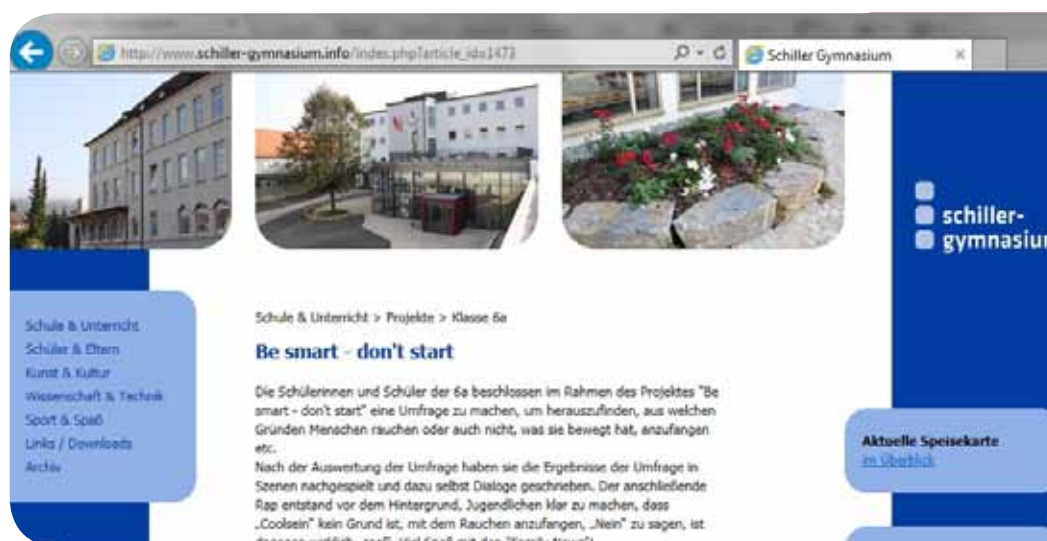 http://www.schiller-gymnasium.info/index.php?article_id=1473
Schiller Gymnasium
schiller-
gymnasiu
Schule & Unterricht
Schüler & Eltern
Kunst & Kultur
Wissenschaft & Technik
Sport & Spaß
Links / Downloads
Archiv
Schule & Unterricht > Projekte > Klasse 6a
Be smart - don't start
Die Schülerinnen und Schüler der 6a beschlossen im Rahmen des Projektes "Be
smart - don't start" eine Umfrage zu machen, um herauszufinden, aus welchen
Gründen Menschen rauchen oder auch nicht, was sie bewegt hat, anzufangen
etc.
Nach der Auswertung der Umfrage haben sie die Ergebnisse der Umfrage in
Szenen nachgespielt und dazu selbst Dialoge geschrieben. Der anschließende
Rap entstand vor dem Hintergrund, Jugendlichen klar zu machen, dass
„Coolsein" kein Grund ist, mit dem Rauchen anzufangen, „Nein" zu sagen, ist
Aktuelle Speisekarte
im Überblick